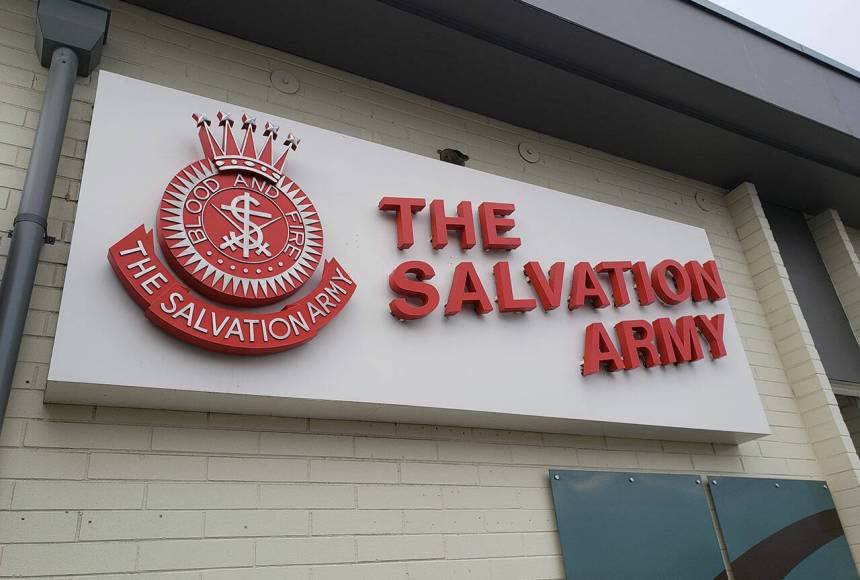 BLOOD AND FIRE
THE SALVATION ARMY
THE
SALVATION
ARMY